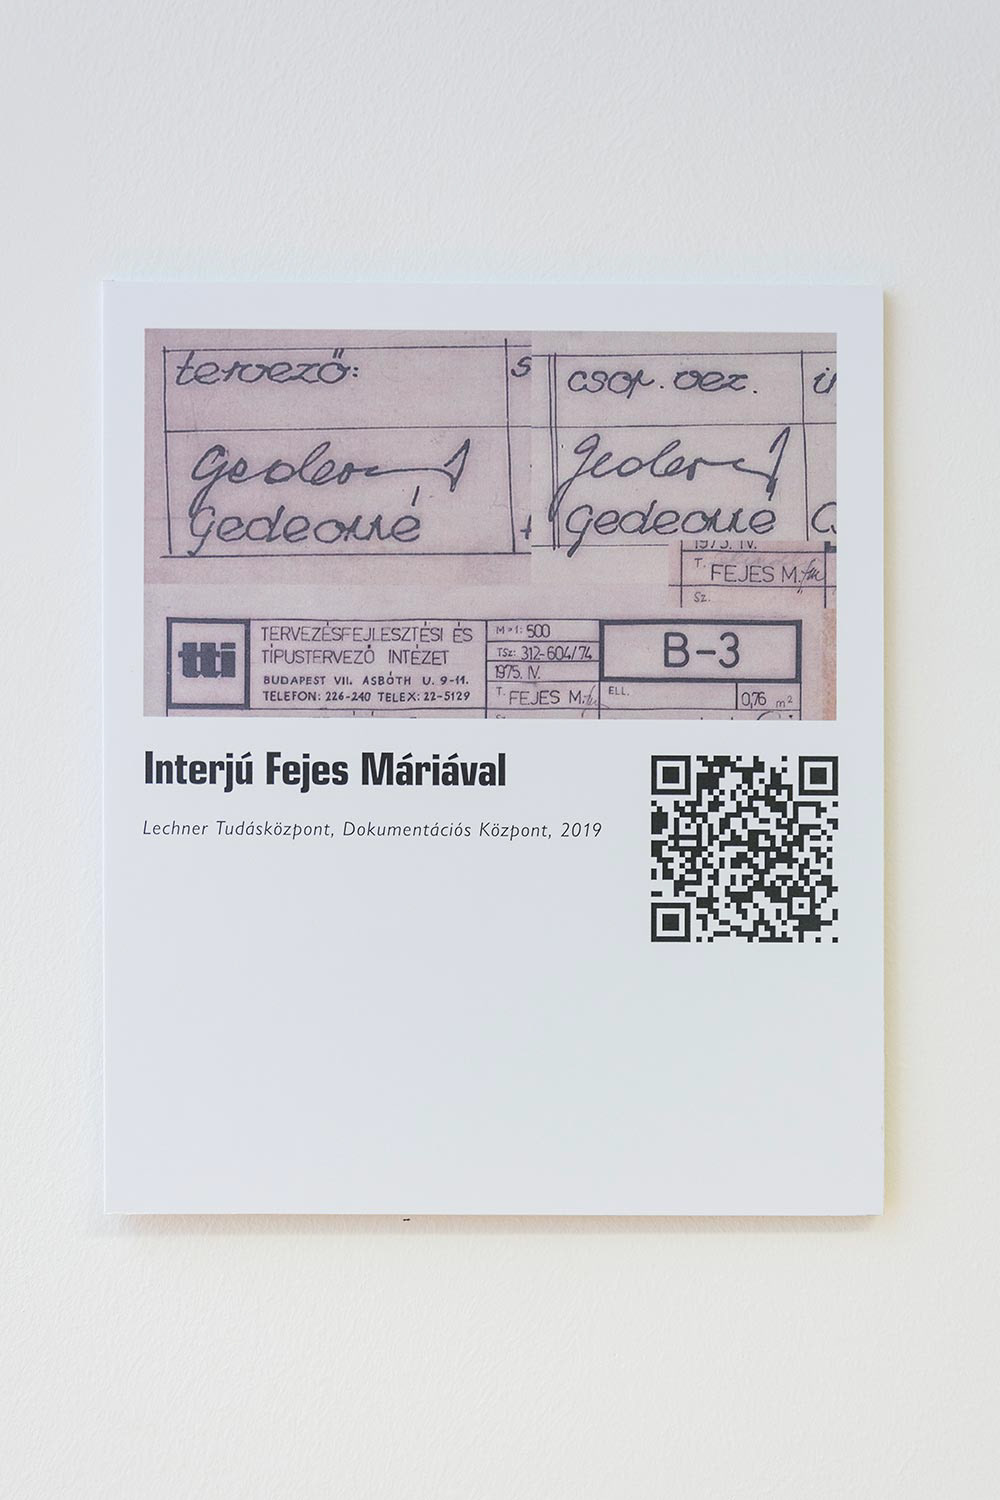 tervező:
csop. vez.
Gedeonné
Gedeonné
1975. IV.
T. FEJES M.
Sz.
tti
TERVEZÉSFEJLESZTÉSI ÉS
TÍPUSTERVEZŐ INTÉZET
BUDAPEST VII. ASBÓTH U. 9-11.
TELEFON: 226-240 TELEX: 22-5129
M=1: 500
TSz: 312-604/74
1975. IV.
T. FEJES M.
B-3
ELL.
0,76 m²
Interjú Fejes Máriával
Lechner Tudásközpont, Dokumentációs Központ, 2019